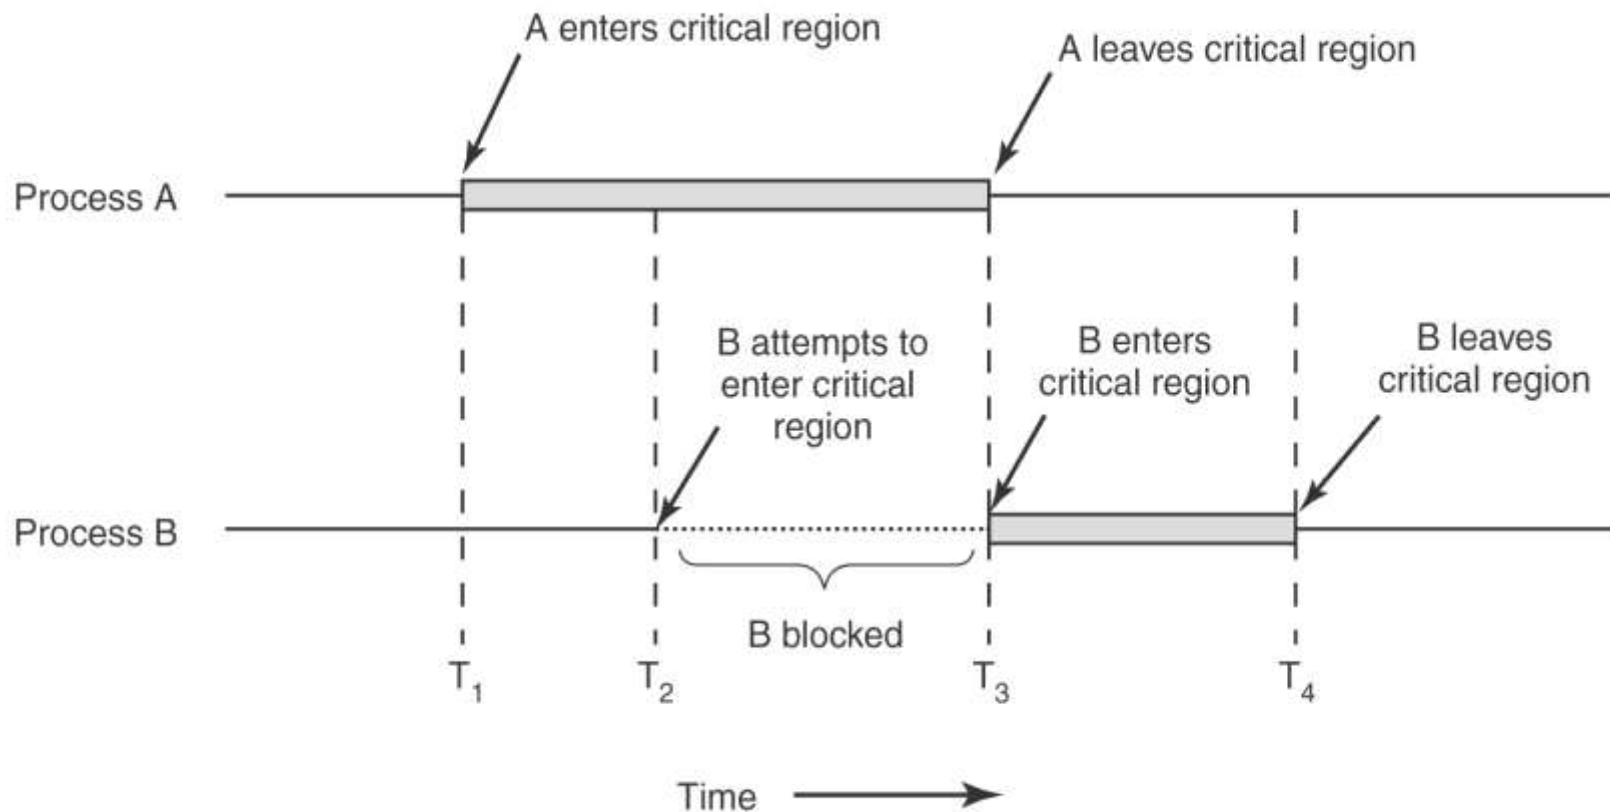 A enters critical region
A leaves critical region
Process A
B attempts to
enter critical
region
B enters
critical region
B leaves
critical region
Process B
B blocked
T1
T2
T3
T4
Time